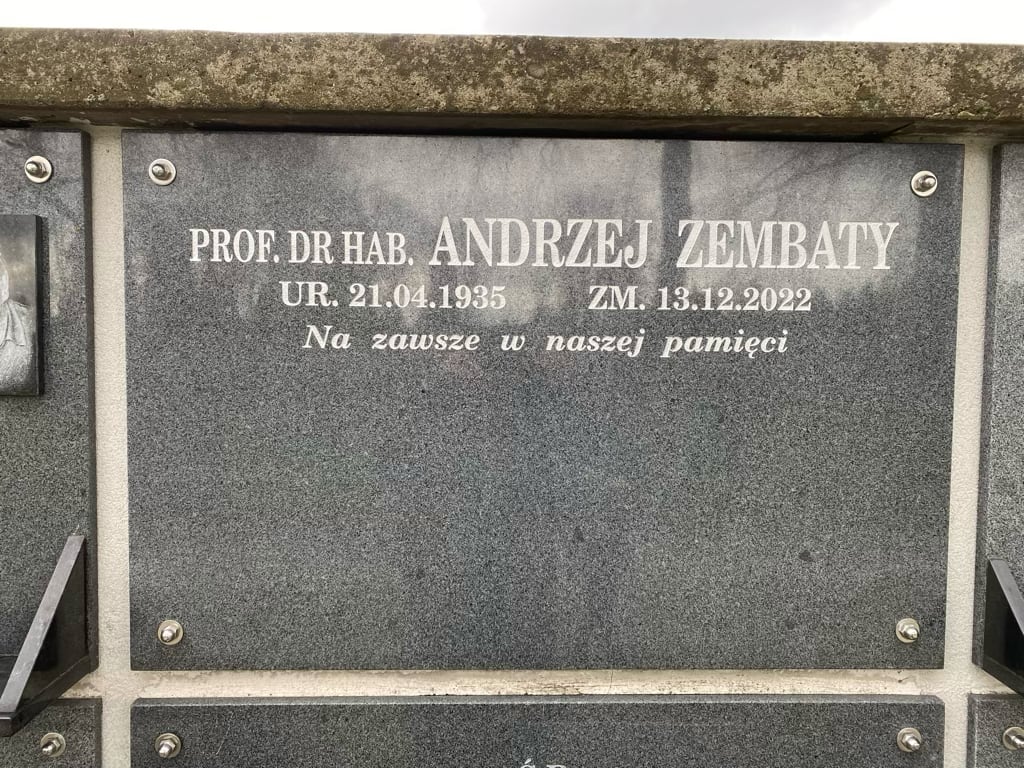 PROF. DR HAB. ANDRZEJ ZEMBATY
UR. 21.04.1935 ZM. 13.12.2022
Na zawsze w naszej pamięci